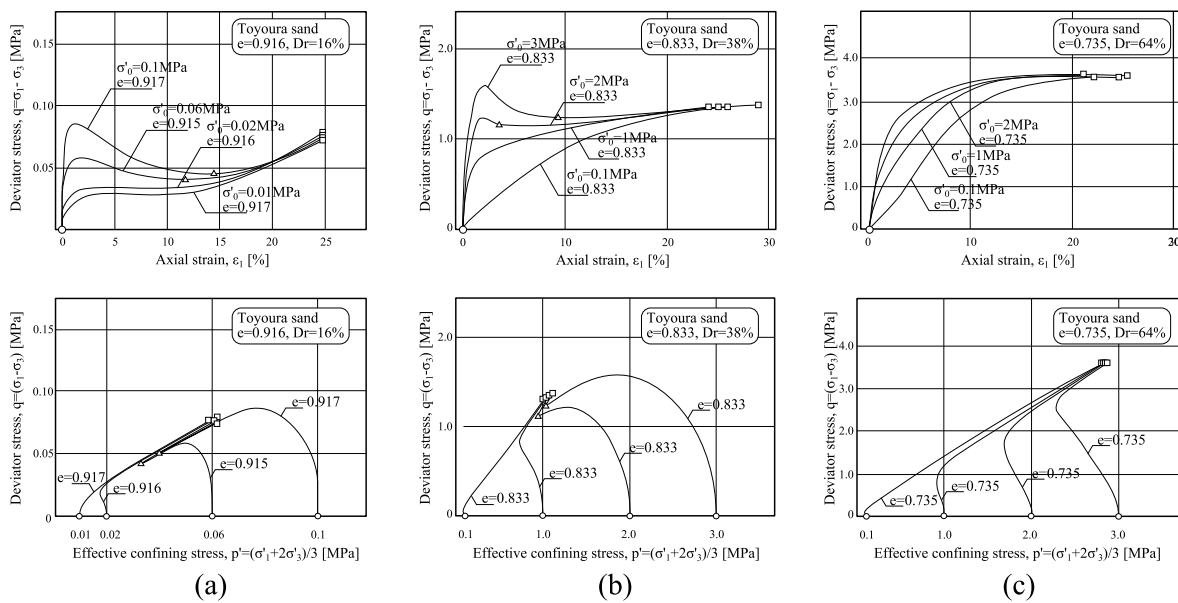 Toyoura sand
e=0.916, Dr=16%
Deviator stress, q=σ₁- σ₃ [MPa]
0.15
0.10
0.05
0
σ'₀=0.1MPa
e=0.917
σ'₀=0.06MPa
e=0.915
σ'₀=0.02MPa
e=0.916
σ'₀=0.01MPa
e=0.917
0 5 10 15 20 25
Axial strain, ε₁ [%]
Toyoura sand
e=0.833, Dr=38%
Deviator stress, q=σ₁- σ₃ [MPa]
2.0
1.0
0
σ'₀=3MPa
e=0.833
σ'₀=2MPa
e=0.833
σ'₀=1MPa
e=0.833
σ'₀=0.1MPa
e=0.833
0 10 20 30
Axial strain, ε₁ [%]
Toyoura sand
e=0.735, Dr=64%
Deviator stress, q=σ₁- σ₃ [MPa]
4.0
3.0
2.0
1.0
0
σ'₀=2MPa
e=0.735
σ'₀=1MPa
e=0.735
σ'₀=0.1MPa
e=0.735
0 10 20
Axial strain, ε₁ [%]
Toyoura sand
e=0.916, Dr=16%
Deviator stress, q=(σ₁-σ₃) [MPa]
0.15
0.10
0.05
0
e=0.917
e=0.917
e=0.915
e=0.916
0.01 0.02 0.06 0.1
Effective confining stress, p'=(σ'₁+2σ'₃)/3 [MPa]
(a)
Toyoura sand
e=0.833, Dr=38%
Deviator stress, q=(σ₁-σ₃) [MPa]
2.0
1.0
0
e=0.833
e=0.833
e=0.833
e=0.833
0.1 1.0 2.0 3.0
Effective confining stress, p'=(σ'₁+2σ'₃)/3 [MPa]
(b)
Toyoura sand
e=0.735, Dr=64%
Deviator stress, q=(σ₁-σ₃) [MPa]
4.0
3.0
2.0
1.0
0
e=0.735
e=0.735
e=0.735
e=0.735
0.1 1.0 2.0 3.0
Effective confining stress, p'=(σ'₁+2σ'₃)/3 [MPa]
(c)